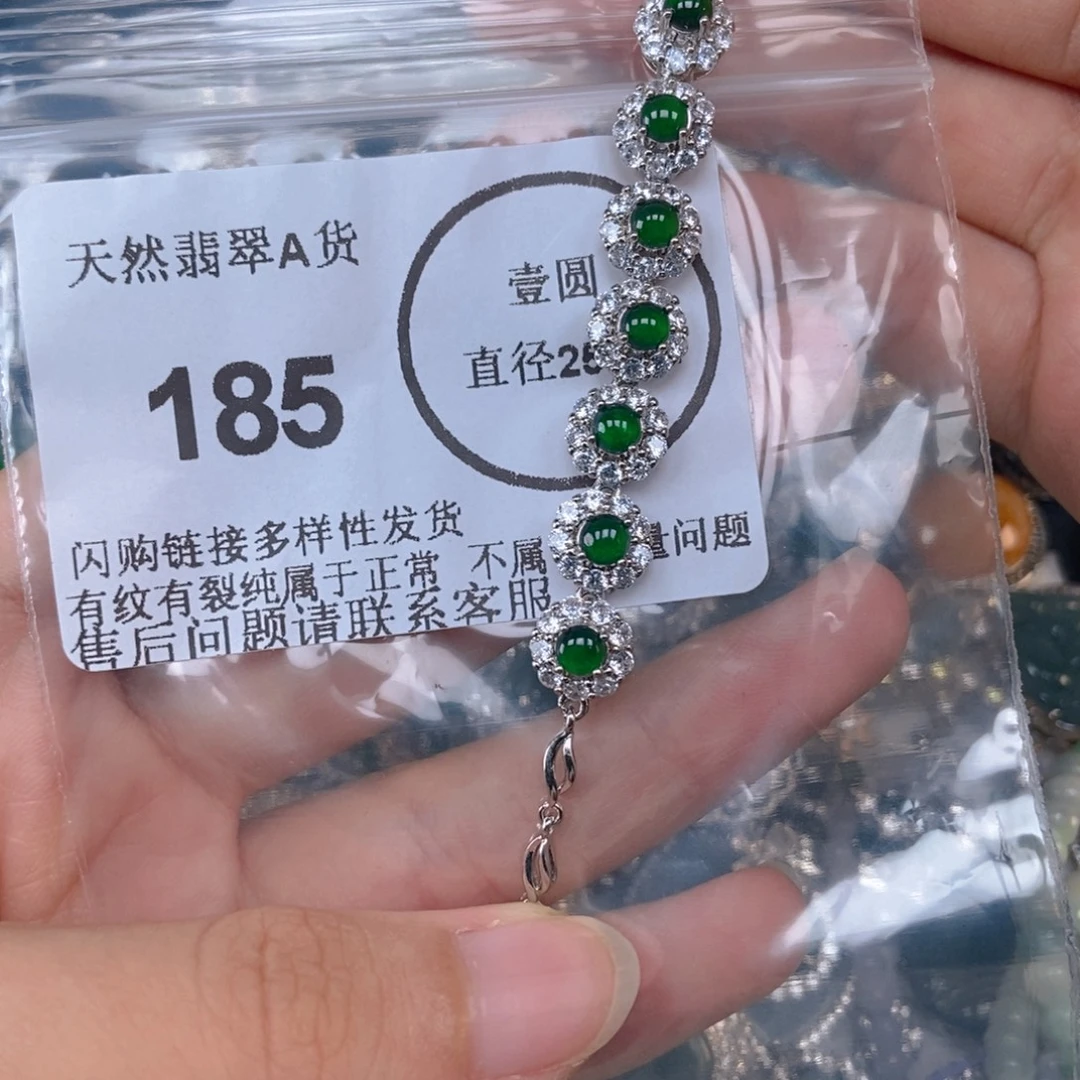 天然翡翠A货
185
壹圆
直径25
闪购链接多样性发货
有纹有裂纯属于正常 不属 量问题
售后问题请联系客服